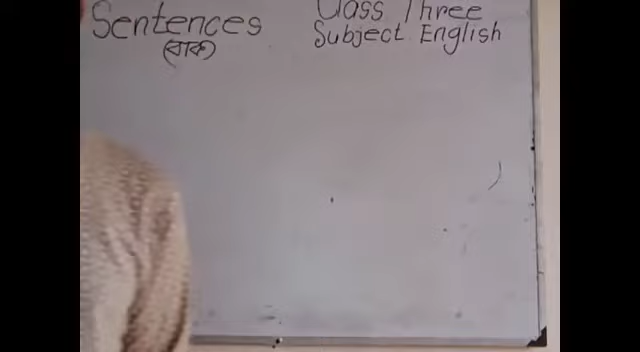 Sentences
(বাক্য)
Class Three
Subject English